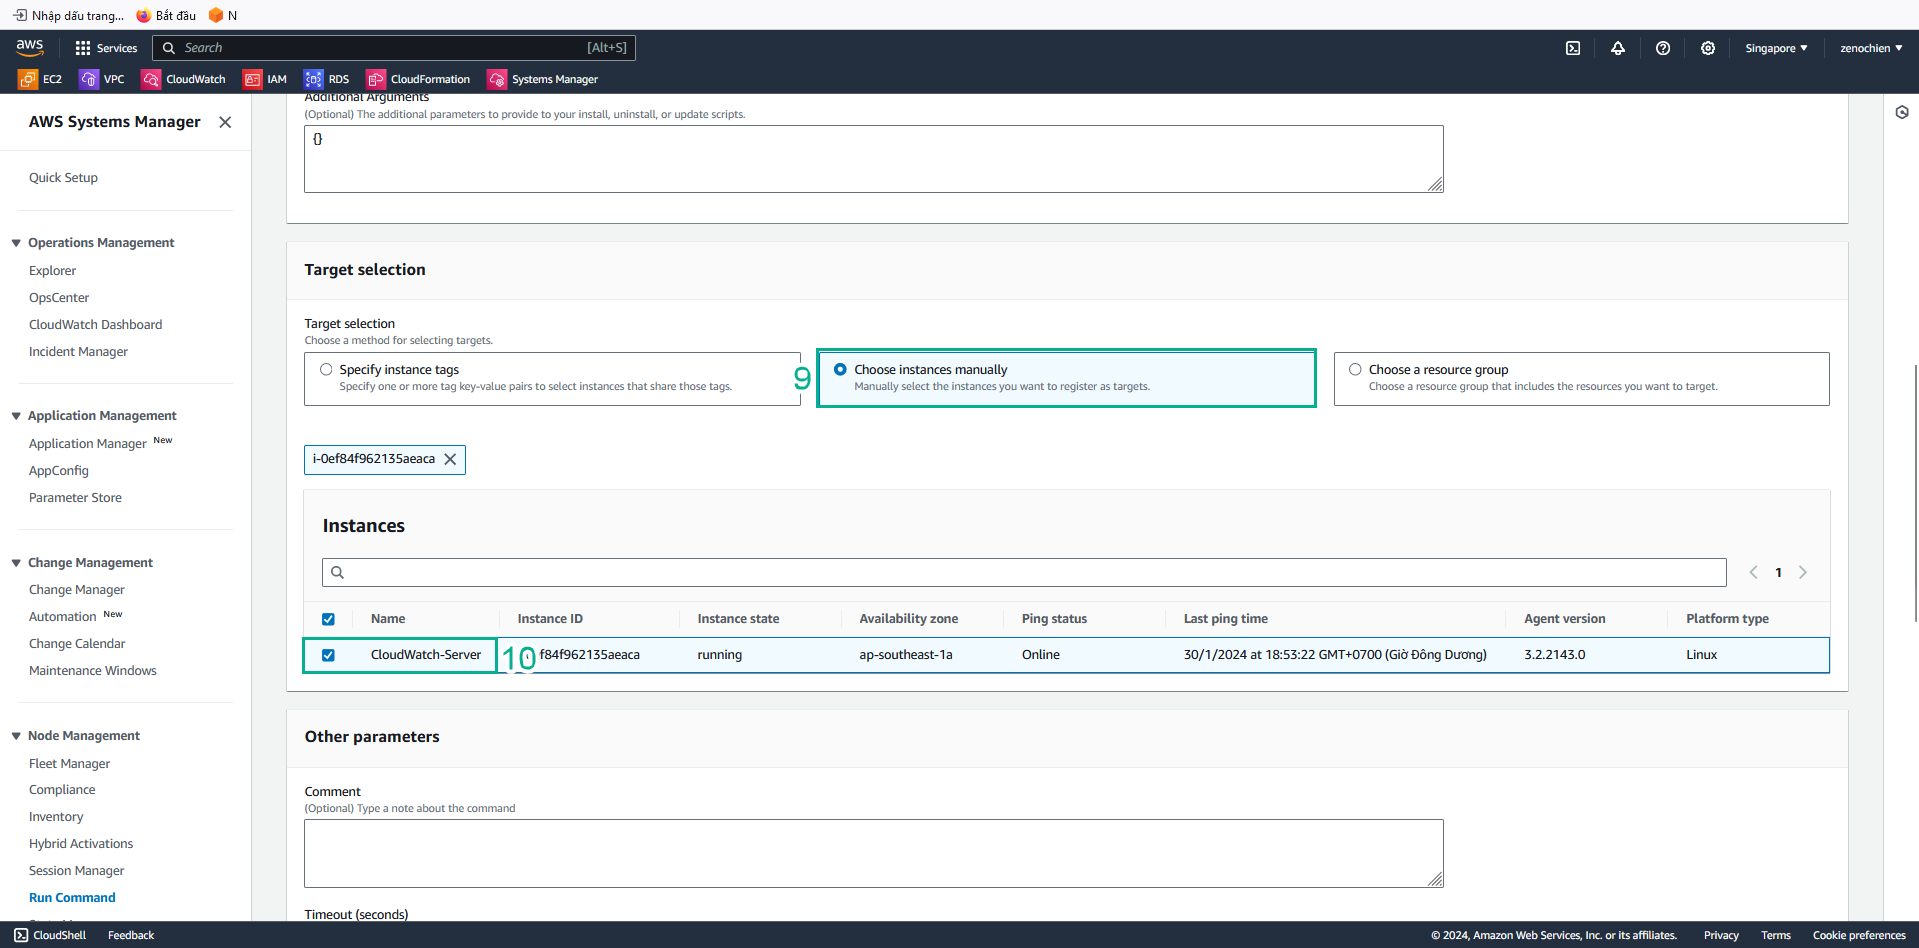 Nhập dấu trang... Bắt đầu N
aws Services Search [Alt+S] Singapore zenochien
EC2 VPC CloudWatch IAM RDS CloudFormation Systems Manager
AWS Systems Manager
Quick Setup
Operations Management
Explorer
OpsCenter
CloudWatch Dashboard
Incident Manager
Application Management
Application Manager New
AppConfig
Parameter Store
Change Management
Change Manager
Automation New
Change Calendar
Maintenance Windows
Node Management
Fleet Manager
Compliance
Inventory
Hybrid Activations
Session Manager
Run Command
Additional Arguments
(Optional) The additional parameters to provide to your install, uninstall, or update scripts.
{}
Target selection
Target selection
Choose a method for selecting targets.
Specify instance tags
Specify one or more tag key-value pairs to select instances that share those tags.
9
Choose instances manually
Manually select the instances you want to register as targets.
Choose a resource group
Choose a resource group that includes the resources you want to target.
i-0ef84f962135aeaca
Instances
1
Name Instance ID Instance state Availability zone Ping status Last ping time Agent version Platform type
CloudWatch-Server 10 f84f962135aeaca running ap-southeast-1a Online 30/1/2024 at 18:53:22 GMT+0700 (Giờ Đông Dương) 3.2.2143.0 Linux
Other parameters
Comment
(Optional) Type a note about the command
Timeout (seconds)
CloudShell Feedback © 2024, Amazon Web Services, Inc. or its affiliates. Privacy Terms Cookie preferences